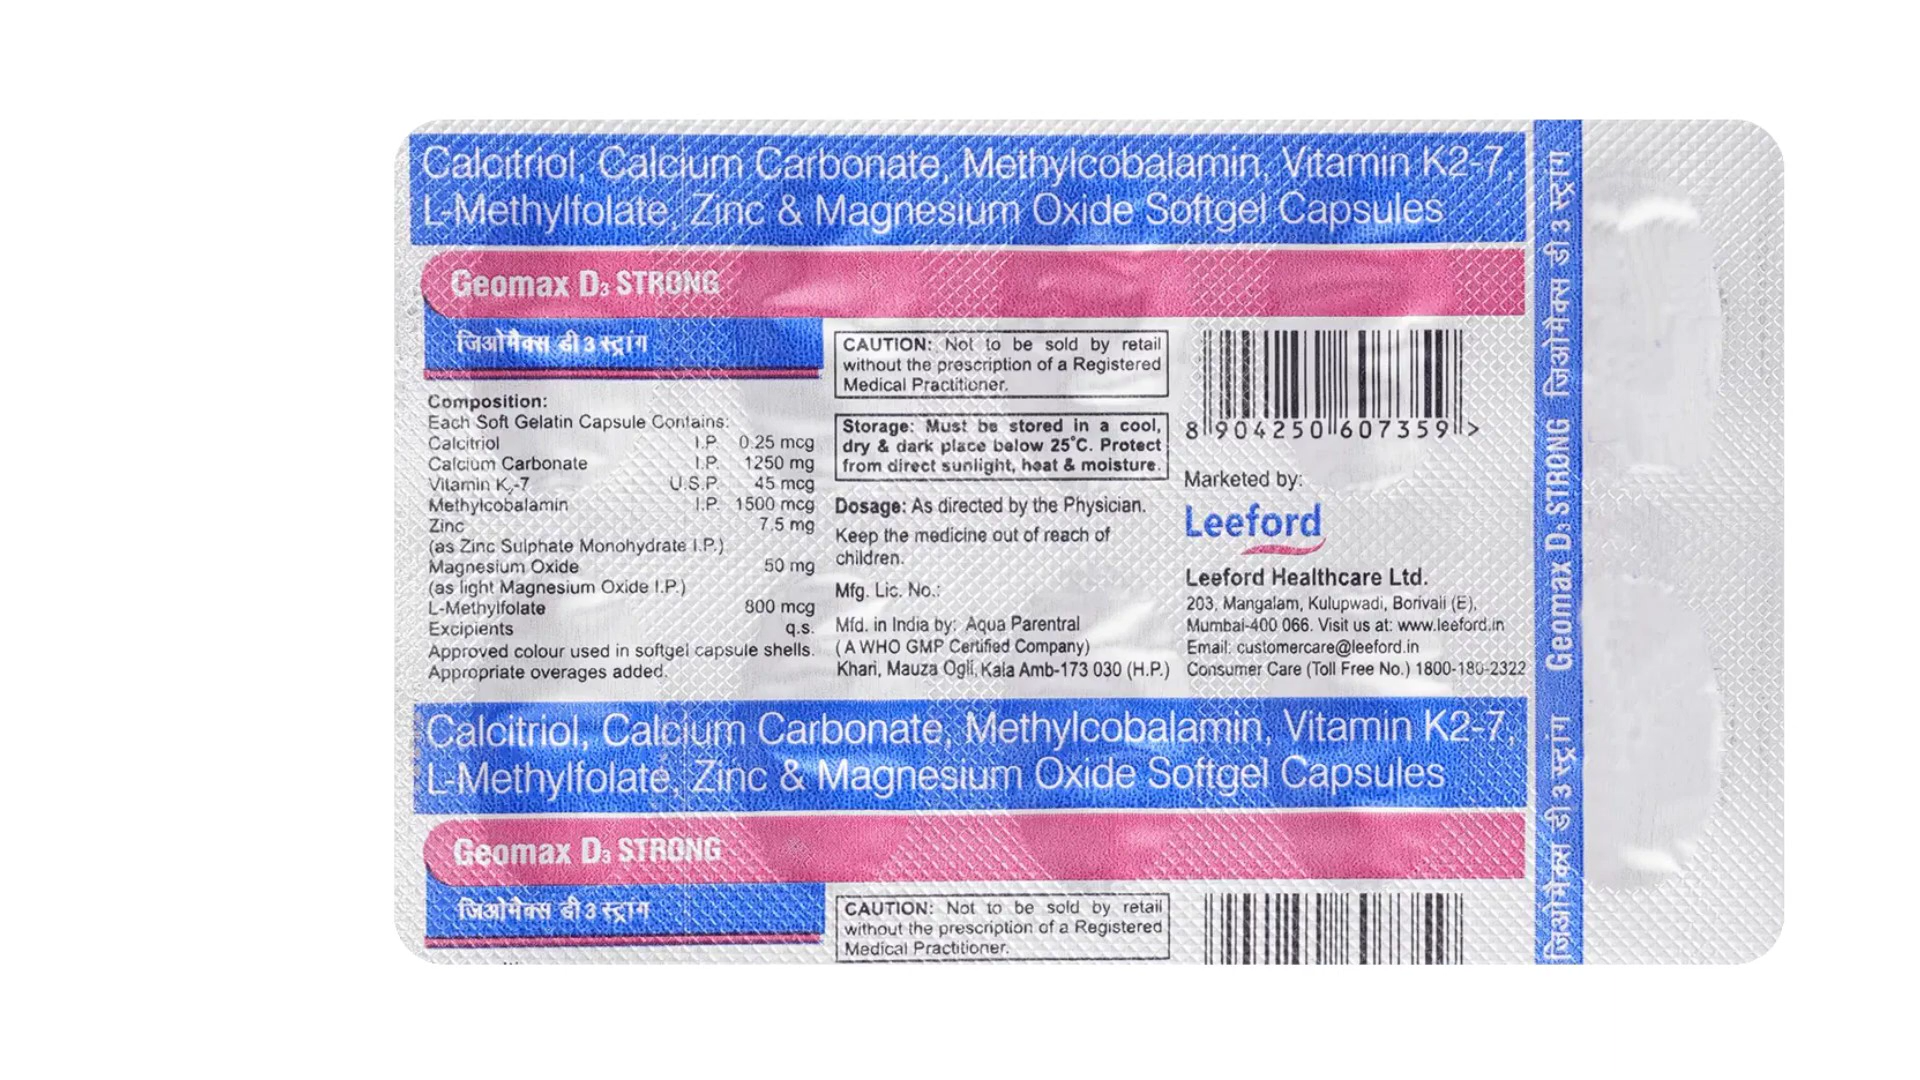 Calcitriol, Calcium Carbonate, Methylcobalamin, Vitamin K2-7,
L-Methylfolate, Zinc & Magnesium Oxide Softgel Capsules
Geomax D3 STRONG
जिओमैक्स डी 3 स्ट्रांग
Composition:
Each Soft Gelatin Capsule Contains:
Calcitriol I.P. 0.25 mcg
Calcium Carbonate I.P. 1250 mg
Vitamin K2-7 U.S.P. 45 mcg
Methylcobalamin I.P. 1500 mcg
Zinc 7.5 mg
(as Zinc Sulphate Monohydrate I.P.)
Magnesium Oxide 50 mg
(as light Magnesium Oxide I.P.)
L-Methylfolate 800 mcg
Excipients q.s.
Approved colour used in softgel capsule shells.
Appropriate overages added.
CAUTION: Not to be sold by retail
without the prescription of a Registered
Medical Practitioner.
Storage: Must be stored in a cool,
dry & dark place below 25°C. Protect
from direct sunlight, heat & moisture.
Dosage: As directed by the Physician.
Keep the medicine out of reach of
children.
Mfg. Lic. No.:
Mfd. in India by: Aqua Parentral
( A WHO GMP Certified Company)
Khari, Mauza Ogli, Kala Amb-173 030 (H.P.)
8 904250 607359 >
Marketed by:
Leeford
Leeford Healthcare Ltd.
203, Mangalam, Kulupwadi, Borivali (E),
Mumbai-400 066. Visit us at: www.leeford.in
Email: customercare@leeford.in
Consumer Care (Toll Free No.) 1800-180-2322
Calcitriol, Calcium Carbonate, Methylcobalamin, Vitamin K2-7,
L-Methylfolate, Zinc & Magnesium Oxide Softgel Capsules
Geomax D3 STRONG
जिओमैक्स डी 3 स्ट्रांग
CAUTION: Not to be sold by retail
without the prescription of a Registered
Medical Practitioner.
जिओमैक्स डी 3 स्ट्रांग Geomax D3 STRONG जिओमैक्स डी 3 स्ट्रांग